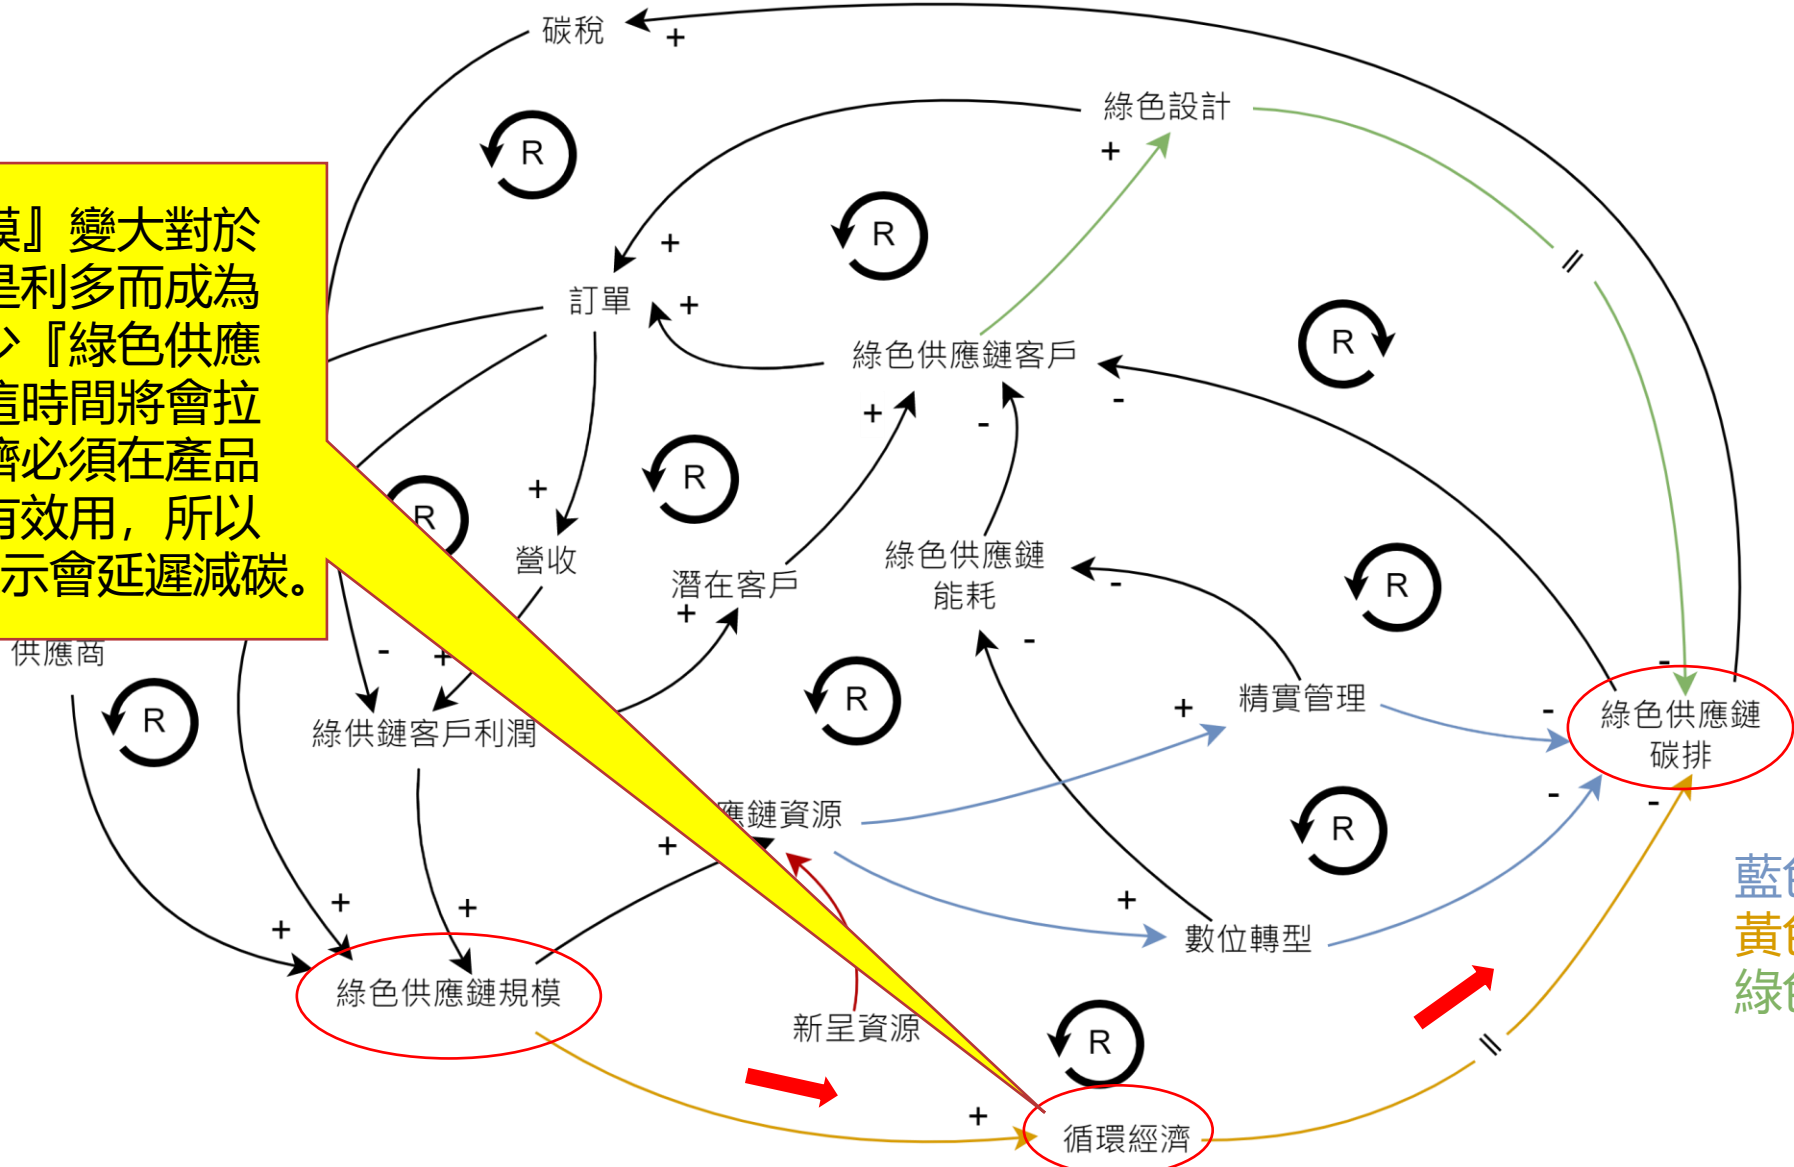 碳稅
+
綠色設計
+
R
R
模』變大對於
是利多而成為
少『綠色供應
這時間將會拉
濟必須在產品
有效用，所以
示會延遲減碳。
+
訂單
+
R
綠色供應鏈客戶
-
+
-
R
+
R
營收
潛在客戶
+
綠色供應鏈
能耗
-
R
-
供應商
-
+
R
綠供鏈客戶利潤
R
+
精實管理
-
-
綠色供應鏈
碳排
應鏈資源
+
-
-
R
+
+
+
+
數位轉型
藍色
黃色
綠色
綠色供應鏈規模
新呈資源
R
+
循環經濟